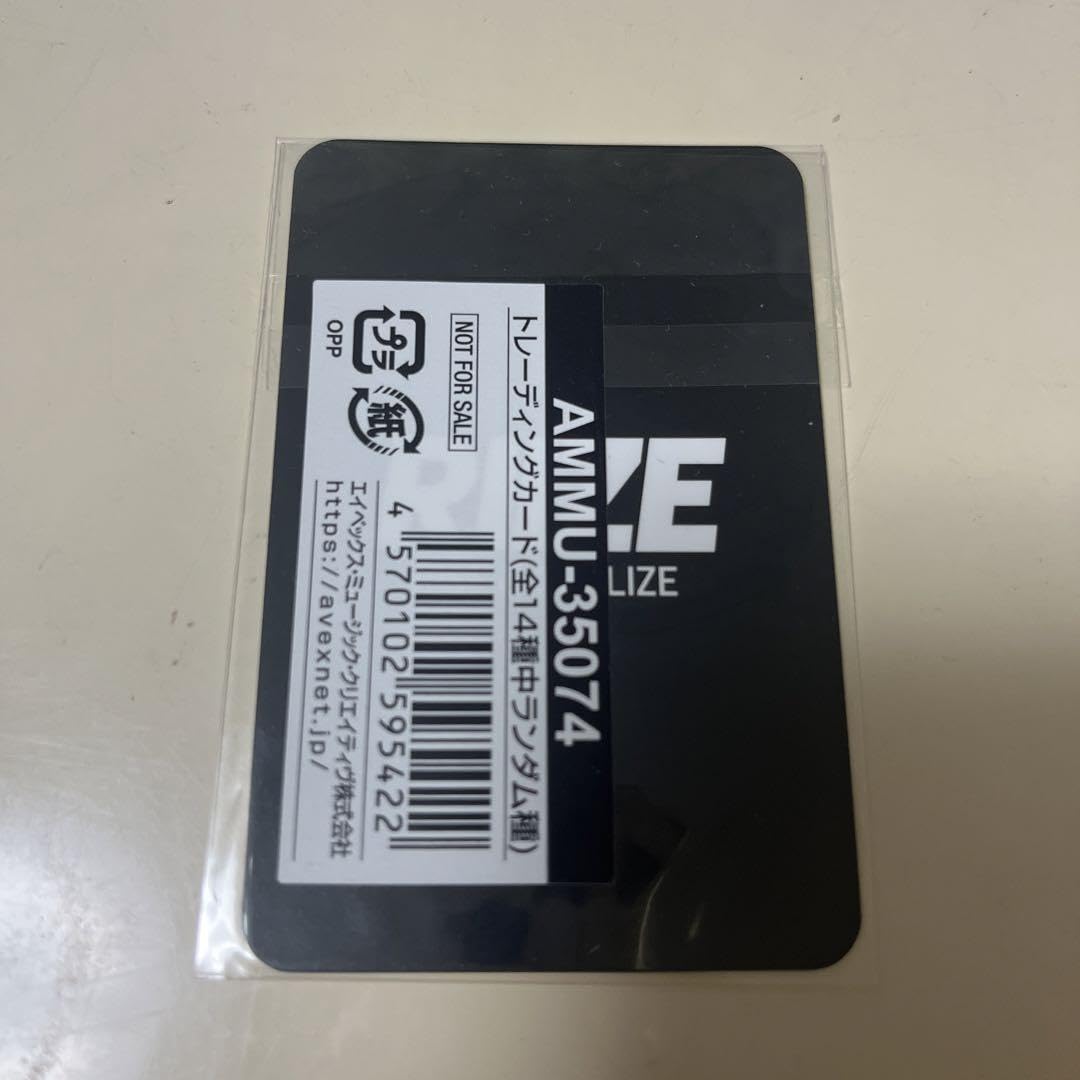 AMMU-35074
トレーディングカード(全14種中ランダム種)
NOT FOR SALE
4 570102 595422
プラ
OPP
紙
エイベックス・ミュージック・クリエイティヴ株式会社
https://avexnet.jp/
ZE
LIZE